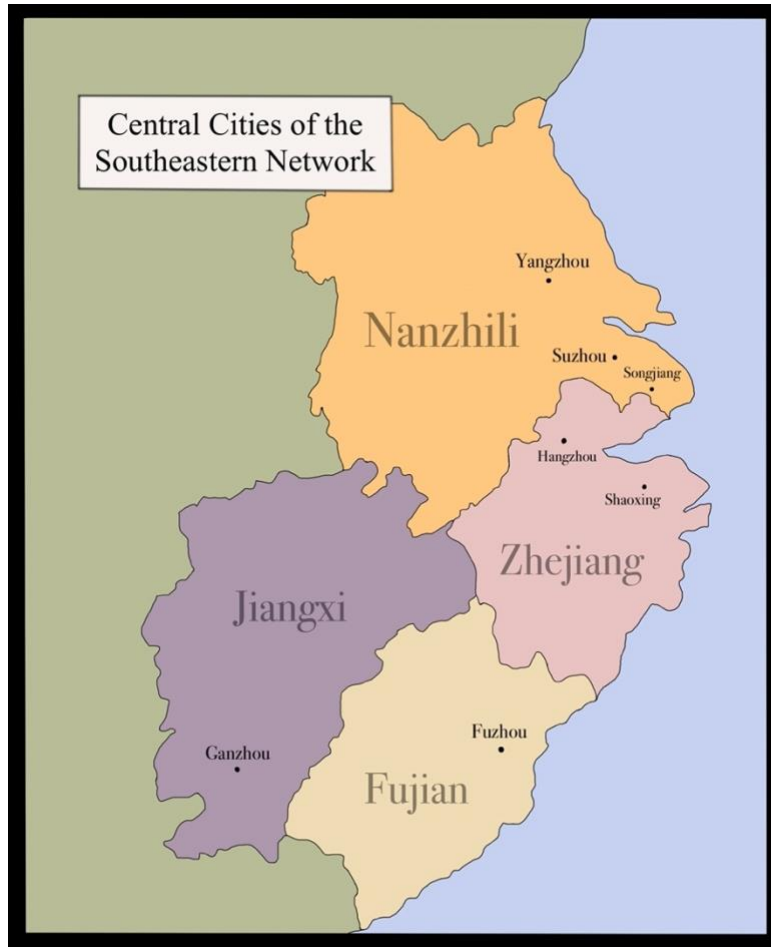 Central Cities of the
Southeastern Network
Yangzhou
Nanzhili
Suzhou
Songjiang
Hangzhou
Shaoxing
Zhejiang
Jiangxi
Fuzhou
Ganzhou
Fujian